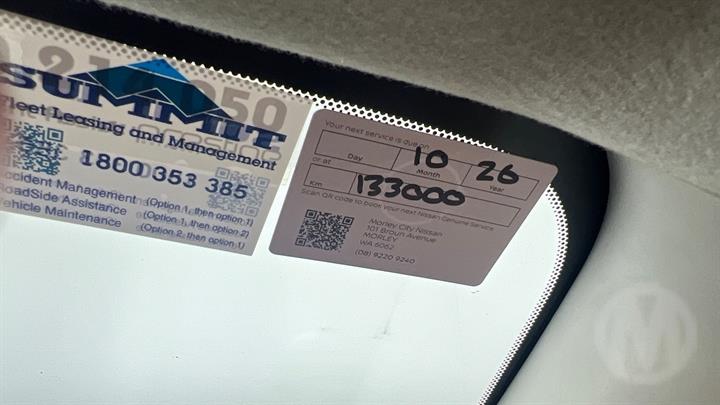 SUMMIT
Fleet Leasing and Management
1800 353 385
Accident Management (Option 1, then option 1)
RoadSide Assistance (Option 1, then option 2)
Vehicle Maintenance (Option 2, then option 1)
Your next service is due on
10 26
or at Day Month Year
Km 133000
Scan QR code to book your next Nissan Genuine Service
Morley City Nissan
101 Broun Avenue
MORLEY
WA 6062
(08) 9220 9240
M